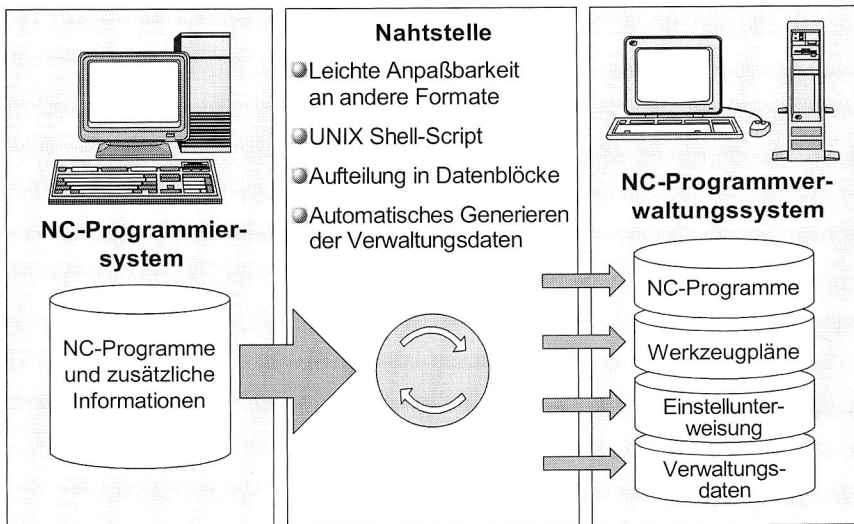 NC-Programmier-
system
NC-Programme
und zusätzliche
Informationen
Nahtstelle
Leichte Anpaßbarkeit
an andere Formate
UNIX Shell-Script
Aufteilung in Datenblöcke
Automatisches Generieren
der Verwaltungsdaten
NC-Programmver-
waltungssystem
NC-Programme
Werkzeugpläne
Einstellunter-
weisung
Verwaltungs-
daten